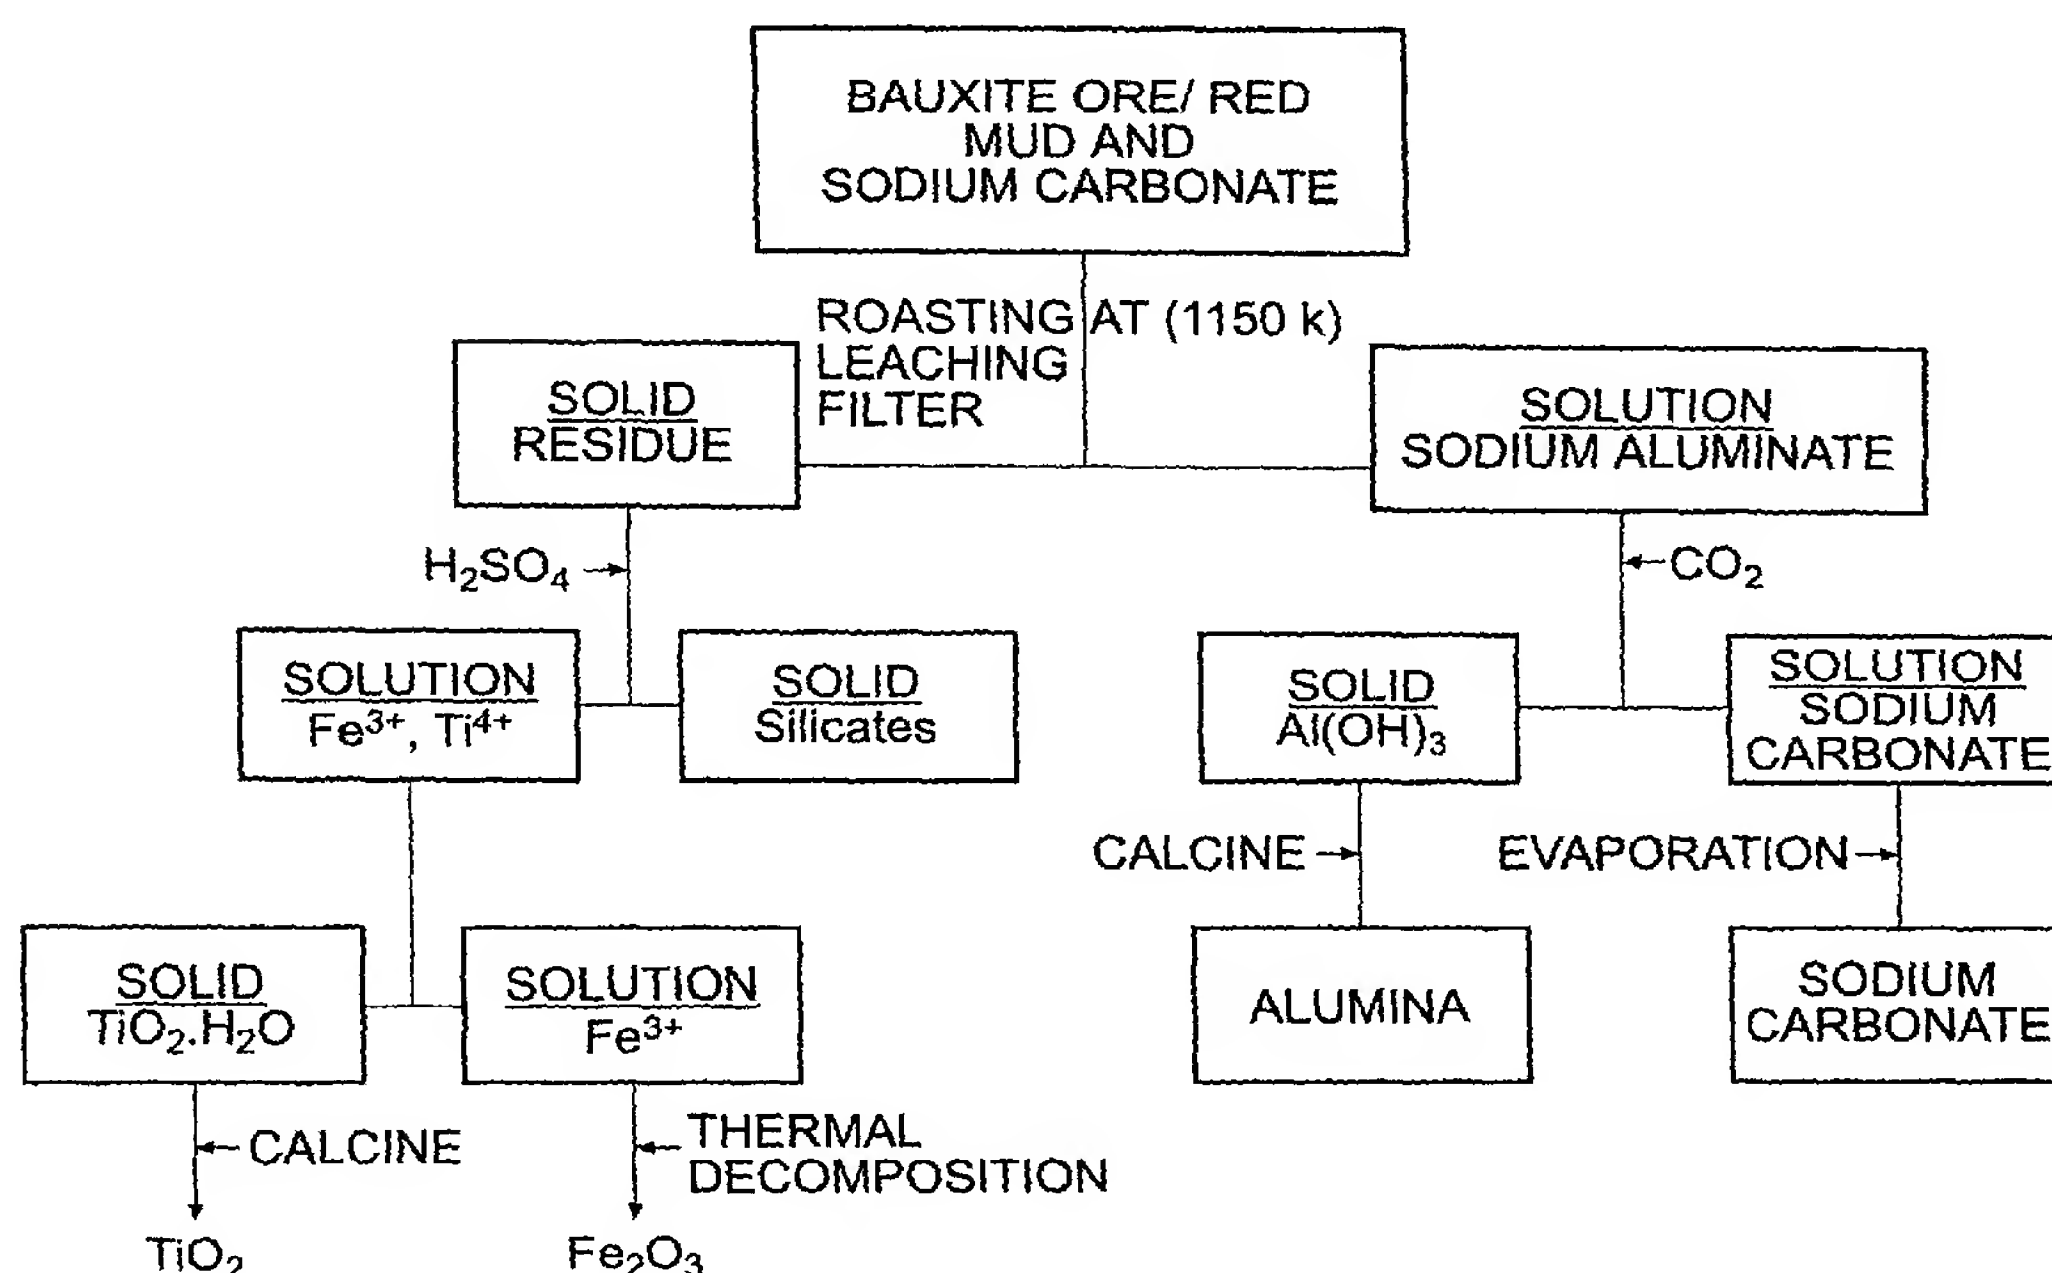 BAUXITE ORE/ RED
MUD AND
SODIUM CARBONATE
ROASTING AT (1150 k)
LEACHING
FILTER
SOLID
RESIDUE
SOLUTION
SODIUM ALUMINATE
H₂SO₄
CO₂
SOLUTION
Fe³⁺, Ti⁴⁺
SOLID
Silicates
SOLID
Al(OH)₃
SOLUTION
SODIUM
CARBONATE
CALCINE
EVAPORATION
SOLID
TiO₂.H₂O
SOLUTION
Fe³⁺
ALUMINA
SODIUM
CARBONATE
CALCINE
THERMAL
DECOMPOSITION
TiO₂
Fe₂O₃